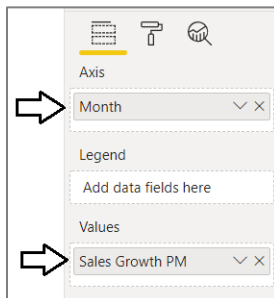 Axis
Month
Legend
Add data fields here
Values
Sales Growth PM